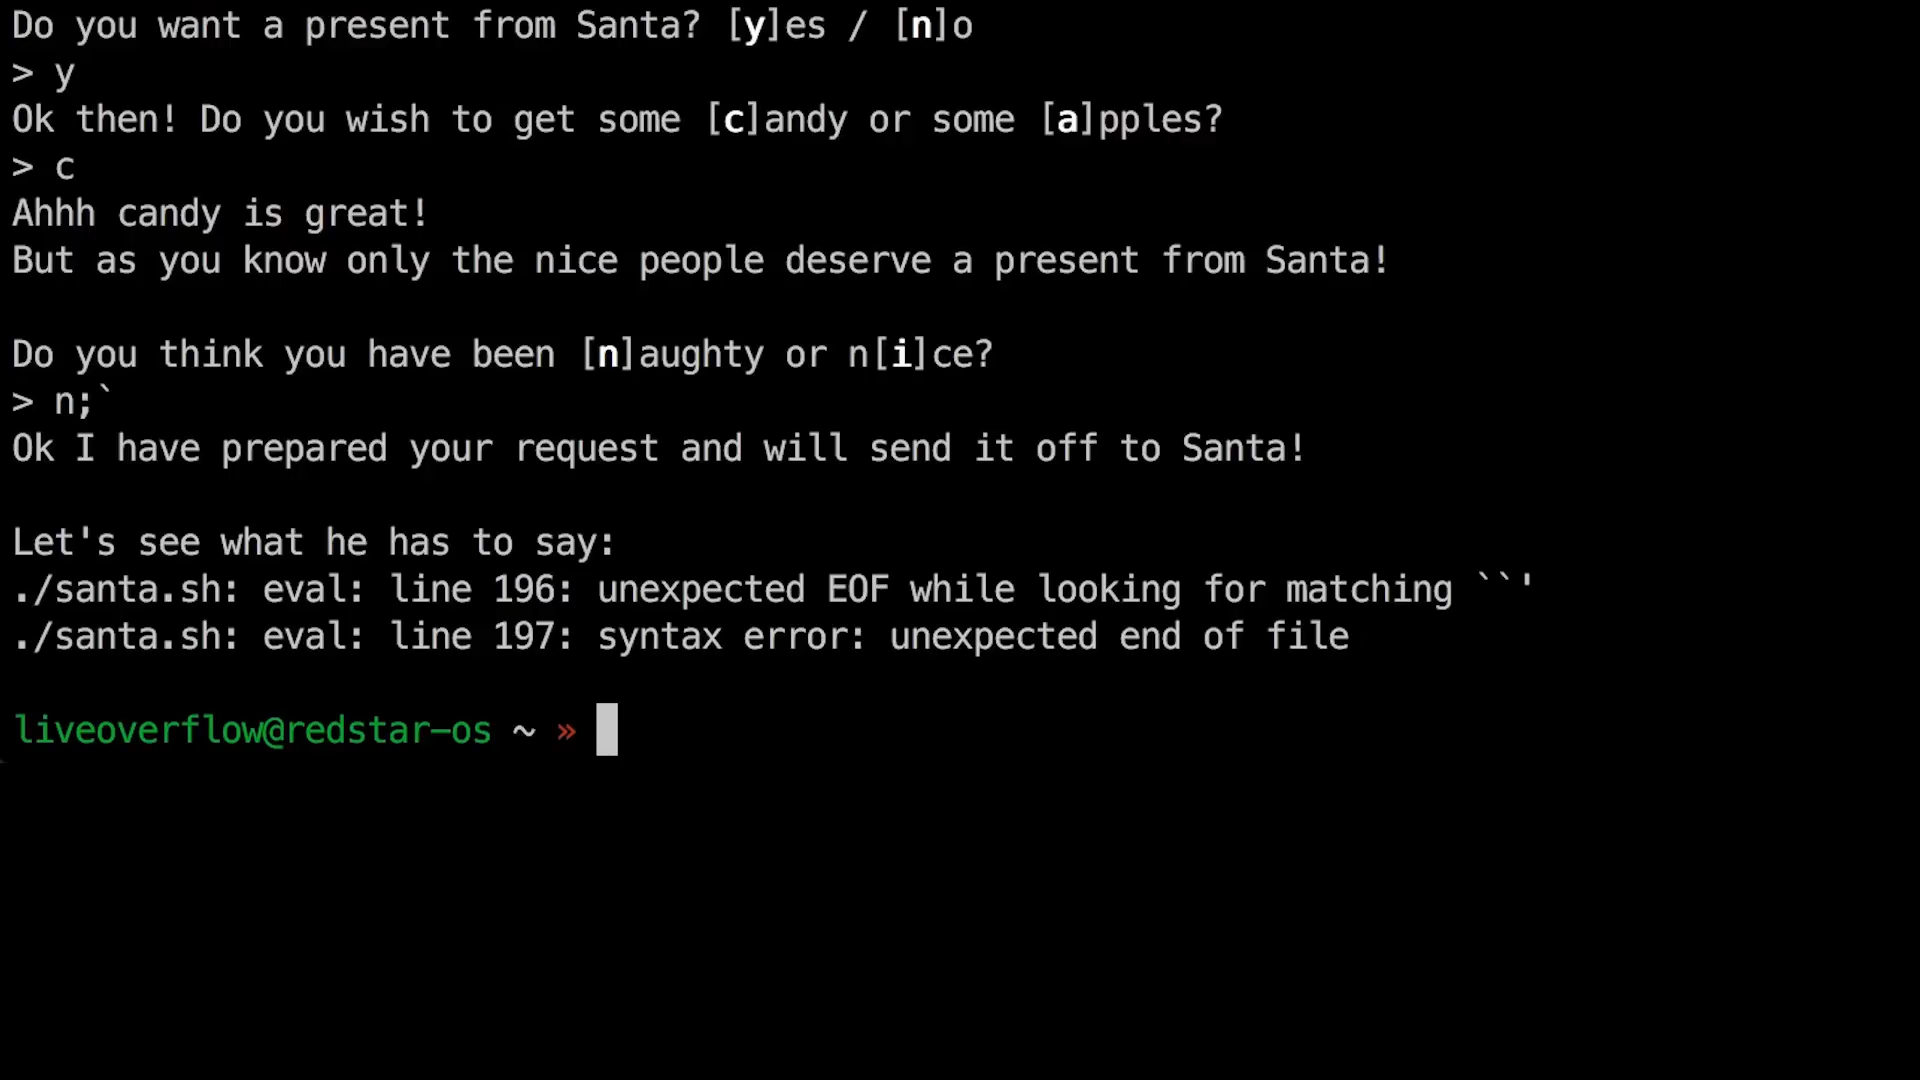 Do you want a present from Santa? [y]es / [n]o
> y
Ok then! Do you wish to get some [c]andy or some [a]pples?
> c
Ahhh candy is great!
But as you know only the nice people deserve a present from Santa!
Do you think you have been [n]aughty or n[i]ce?
> n;`
Ok I have prepared your request and will send it off to Santa!
Let's see what he has to say:
./santa.sh: eval: line 196: unexpected EOF while looking for matching ``'
./santa.sh: eval: line 197: syntax error: unexpected end of file
liveoverflow@redstar-os ~ »